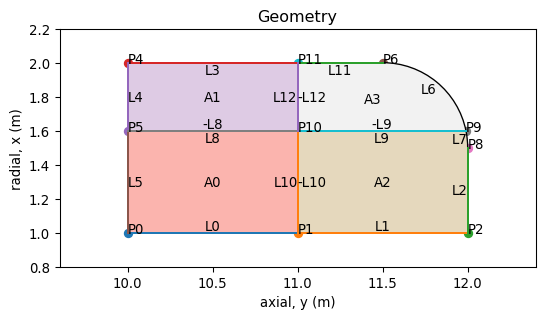 Geometry
2.2
2.0
1.8
1.6
1.4
1.2
1.0
0.8
radial, x (m)
P4
P11
P6
L3
L11
L4
A1
L12
-L12
A3
L6
P5
-L8
P10
-L9
P9
L8
L9
L7
P8
L5
A0
L10
-L10
A2
L2
P0
L0
P1
L1
P2
10.0
10.5
11.0
11.5
12.0
axial, y (m)